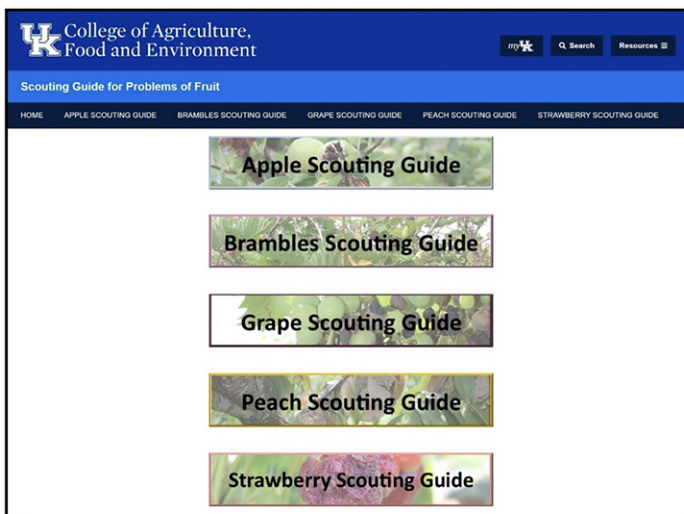 UK College of Agriculture,
Food and Environment
myUK
Search
Resources
Scouting Guide for Problems of Fruit
HOME
APPLE SCOUTING GUIDE
BRAMBLES SCOUTING GUIDE
GRAPE SCOUTING GUIDE
PEACH SCOUTING GUIDE
STRAWBERRY SCOUTING GUIDE
Apple Scouting Guide
Brambles Scouting Guide
Grape Scouting Guide
Peach Scouting Guide
Strawberry Scouting Guide